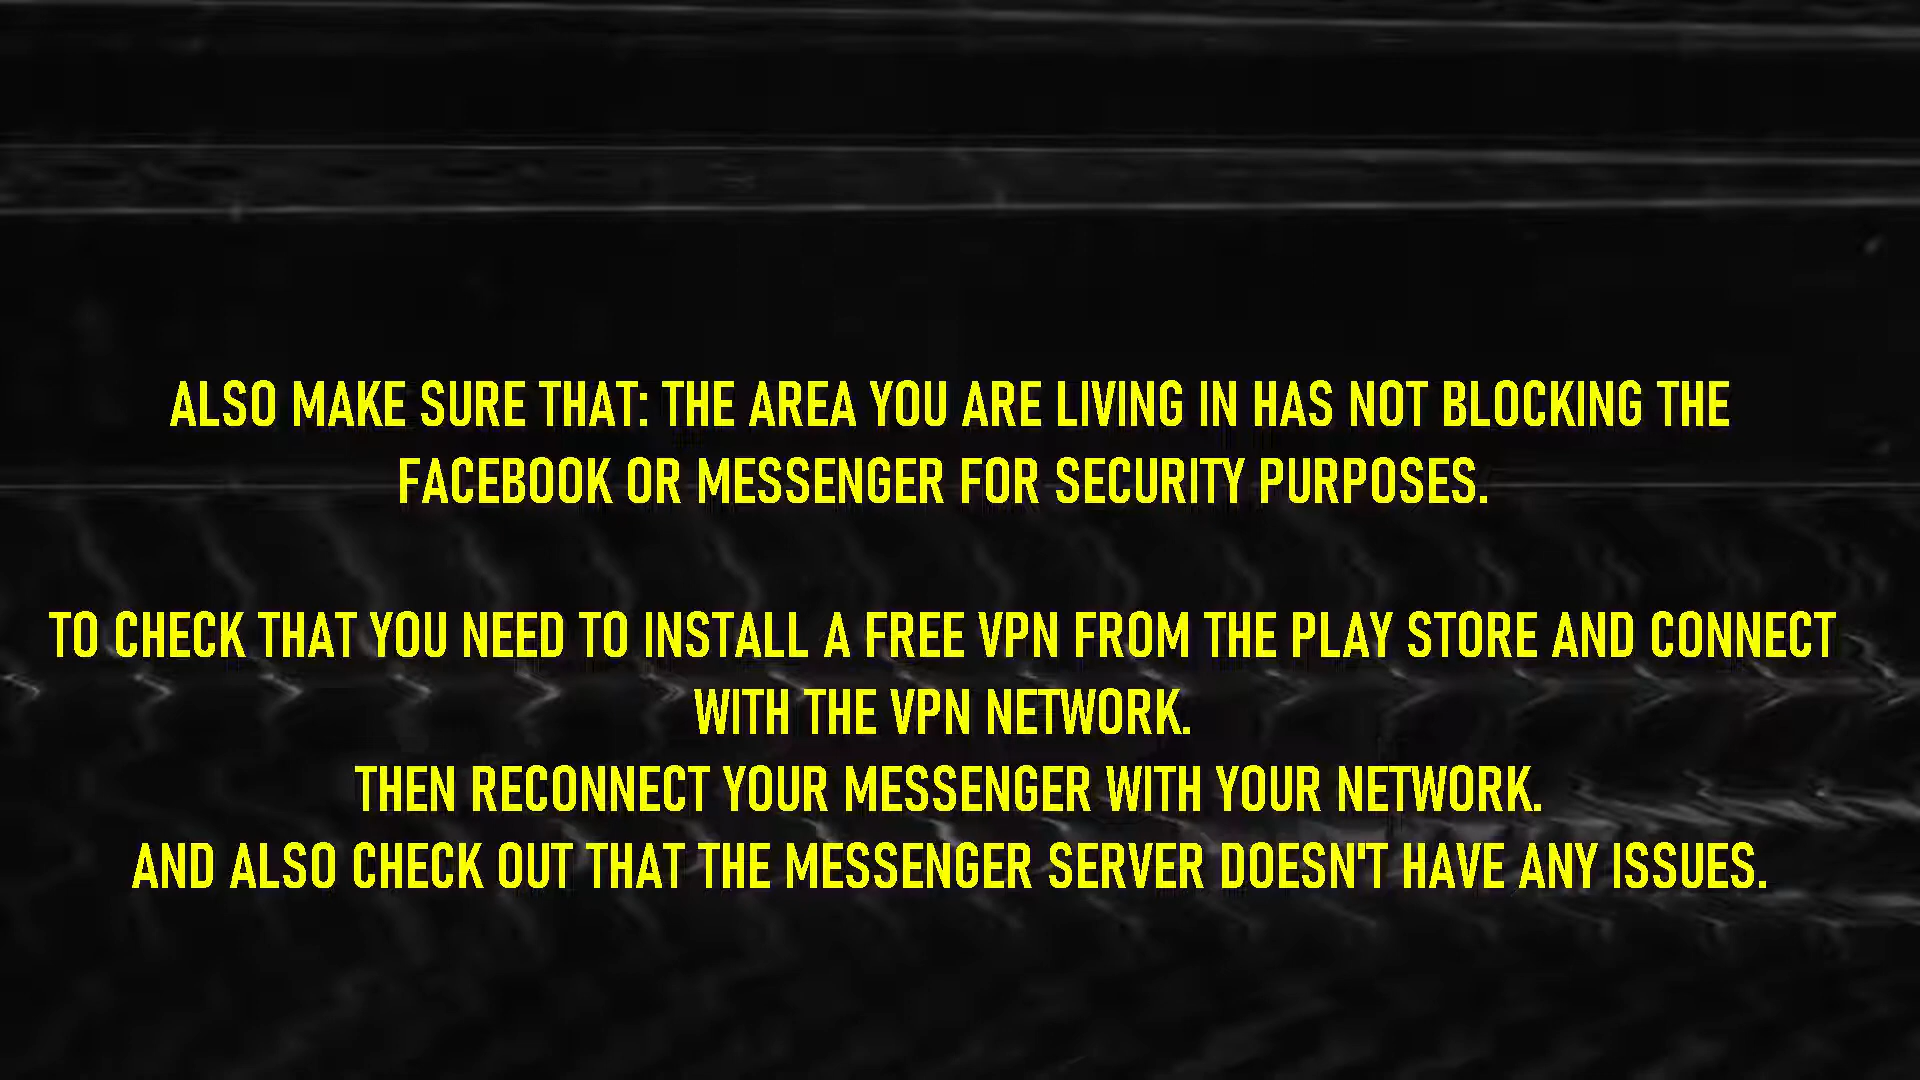 ALSO MAKE SURE THAT: THE AREA YOU ARE LIVING IN HAS NOT BLOCKING THE
FACEBOOK OR MESSENGER FOR SECURITY PURPOSES.
TO CHECK THAT YOU NEED TO INSTALL A FREE VPN FROM THE PLAY STORE AND CONNECT
WITH THE VPN NETWORK.
THEN RECONNECT YOUR MESSENGER WITH YOUR NETWORK.
AND ALSO CHECK OUT THAT THE MESSENGER SERVER DOESN'T HAVE ANY ISSUES.